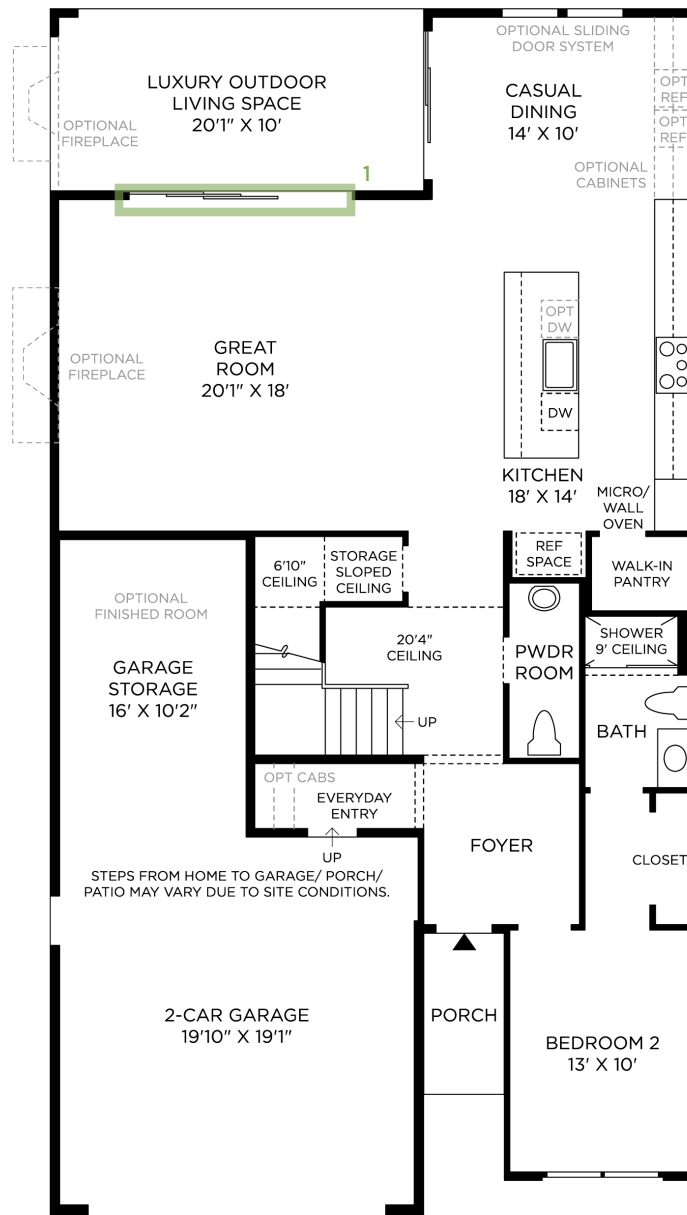 OPTIONAL SLIDING
DOOR SYSTEM
LUXURY OUTDOOR
LIVING SPACE
20'1" X 10'
CASUAL
DINING
14' X 10'
OPT
REF
OPT
REF
OPTIONAL
FIREPLACE
OPTIONAL
CABINETS
1
OPT
DW
GREAT
ROOM
20'1" X 18'
OPTIONAL
FIREPLACE
DW
KITCHEN
18' X 14'
MICRO/
WALL
OVEN
REF
SPACE
WALK-IN
PANTRY
6'10"
CEILING
STORAGE
SLOPED
CEILING
OPTIONAL
FINISHED ROOM
GARAGE
STORAGE
16' X 10'2"
20'4"
CEILING
PWDR
ROOM
SHOWER
9' CEILING
UP
BATH
OPT CABS
EVERYDAY
ENTRY
UP
FOYER
CLOSET
STEPS FROM HOME TO GARAGE/ PORCH/
PATIO MAY VARY DUE TO SITE CONDITIONS.
2-CAR GARAGE
19'10" X 19'1"
PORCH
BEDROOM 2
13' X 10'